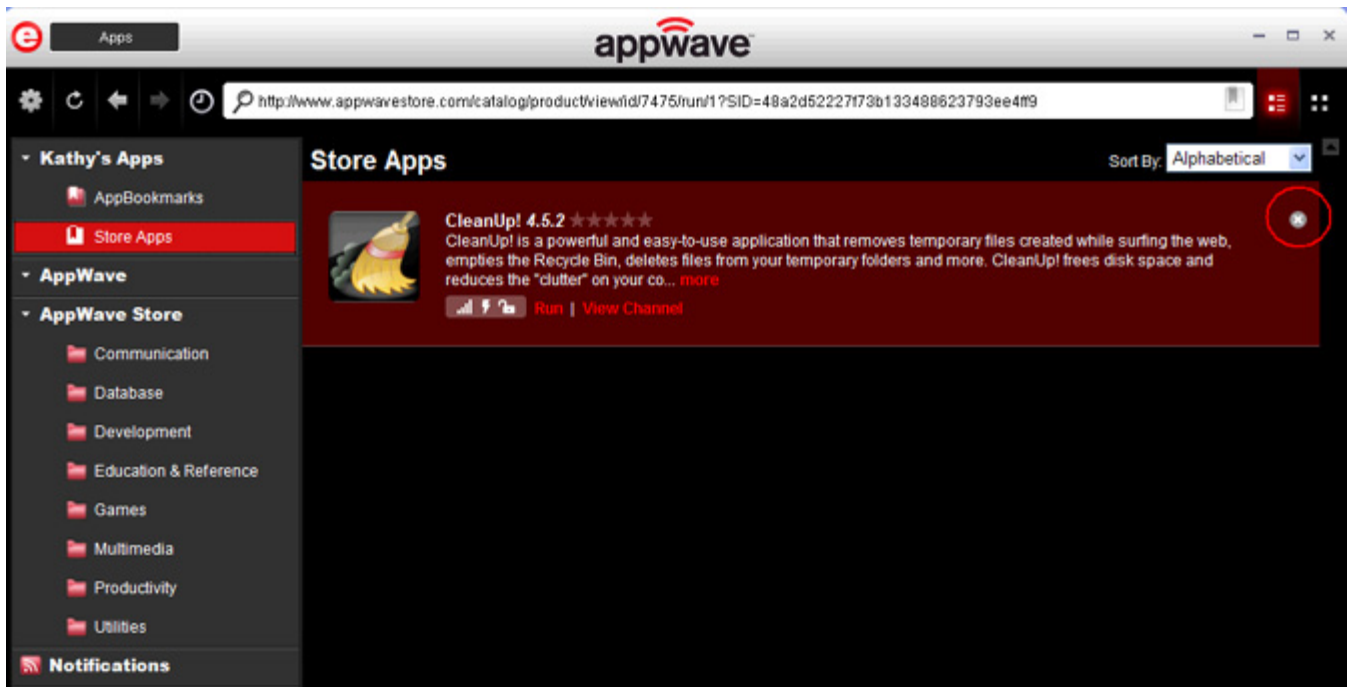 e
Apps
appwave
http://www.appwavestore.com/catalog/product/view/id/7475/run/1?SID=48a2d52227f73b133488623793ee4ff9
Kathy's Apps
AppBookmarks
Store Apps
AppWave
AppWave Store
Communication
Database
Development
Education & Reference
Games
Multimedia
Productivity
Utilities
Notifications
Store Apps
Sort By: Alphabetical
CleanUp! 4.5.2
CleanUp! is a powerful and easy-to-use application that removes temporary files created while surfing the web,
empties the Recycle Bin, deletes files from your temporary folders and more. CleanUp! frees disk space and
reduces the "clutter" on your co... more
Run | View Channel